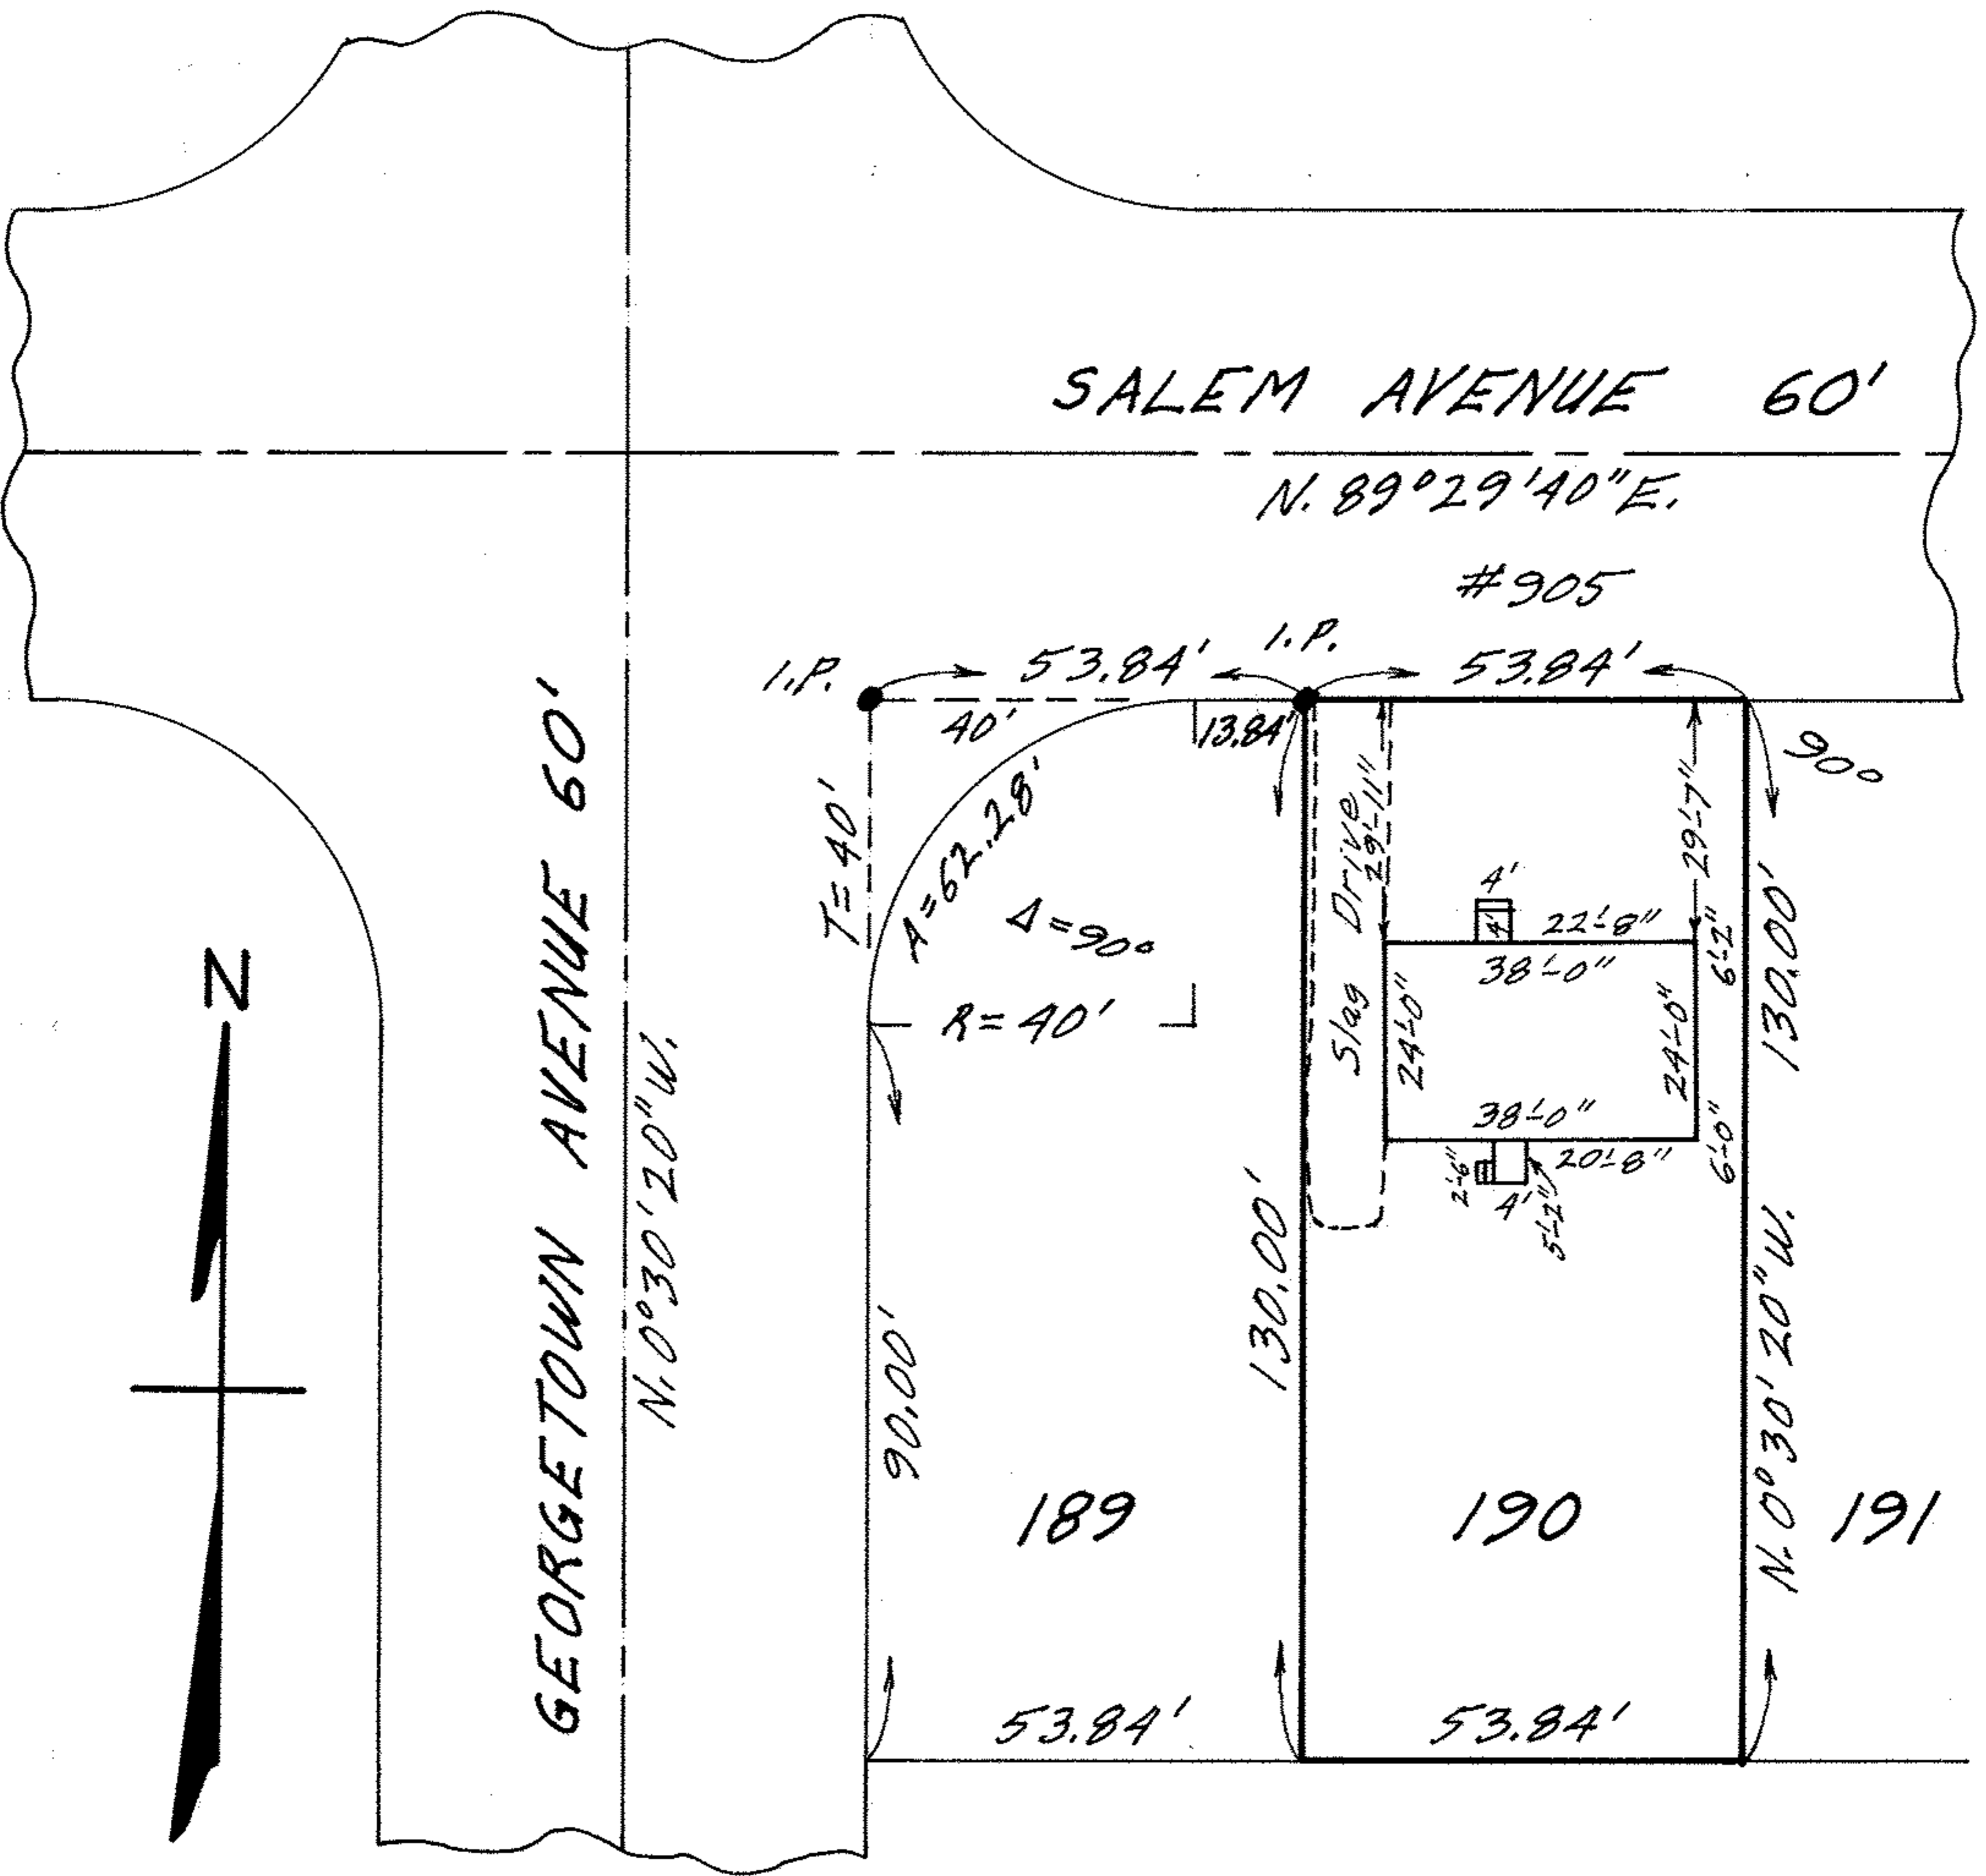 SALEM AVENUE 60'
N. 89°29'40"E.
#905
I.P.
53.84'
I.P.
53.84'
40'
13.84'
90°
T=40'
A=62.28'
Δ=90°
R=40'
GEORGETOWN AVENUE 60'
N. 0°30'20"W.
N
Slag Drive
29'-11"
29'-7"
4'
4'
22'-8"
38'-0"
6'-2"
24'-0"
24'-0"
130.00'
38'-0"
20'-8"
6'-0"
2'-6"
4'
5'-2"
130.00'
90.00'
N. 0°30'20"W.
189
190
191
53.84'
53.84'